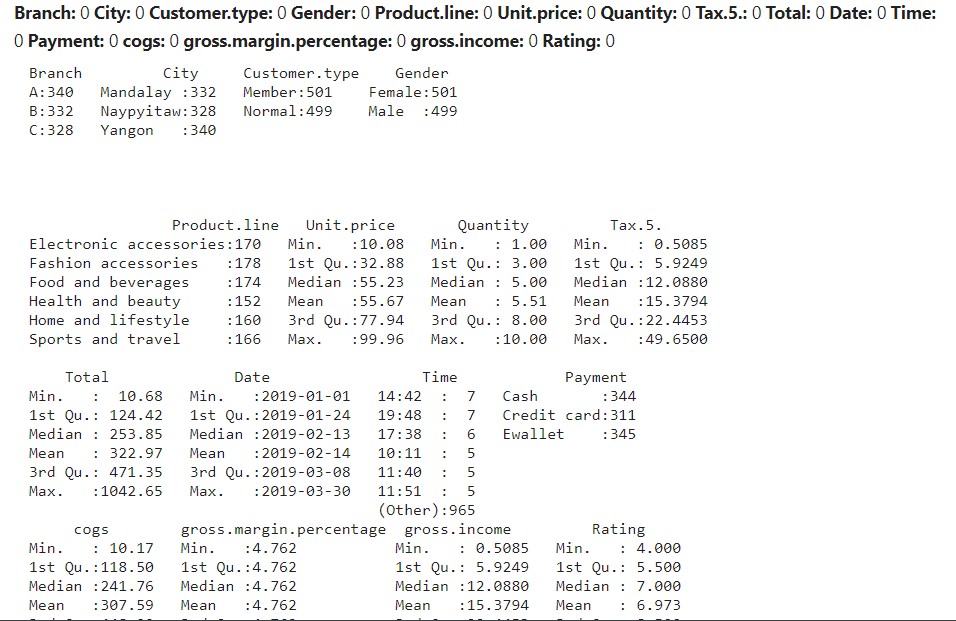 Branch: 0 City: 0 Customer.type: 0 Gender: 0 Product.line: 0 Unit.price: 0 Quantity: 0 Tax.5.: 0 Total: 0 Date: 0 Time:
0 Payment: 0 cogs: 0 gross.margin.percentage: 0 gross.income: 0 Rating: 0
Branch City Customer.type Gender
A:340 Mandalay :332 Member:501 Female:501
B:332 Naypyitaw:328 Normal:499 Male :499
C:328 Yangon :340
Product.line Unit.price Quantity Tax.5.
Electronic accessories:170 Min. :10.08 Min. : 1.00 Min. : 0.5085
Fashion accessories :178 1st Qu.:32.88 1st Qu.: 3.00 1st Qu.: 5.9249
Food and beverages :174 Median :55.23 Median : 5.00 Median :12.0880
Health and beauty :152 Mean :55.67 Mean : 5.51 Mean :15.3794
Home and lifestyle :160 3rd Qu.:77.94 3rd Qu.: 8.00 3rd Qu.:22.4453
Sports and travel :166 Max. :99.96 Max. :10.00 Max. :49.6500
Total Date Time Payment
Min. : 10.68 Min. :2019-01-01 14:42 : 7 Cash :344
1st Qu.: 124.42 1st Qu.:2019-01-24 19:48 : 7 Credit card:311
Median : 253.85 Median :2019-02-13 17:38 : 6 Ewallet :345
Mean : 322.97 Mean :2019-02-14 10:11 : 5
3rd Qu.: 471.35 3rd Qu.:2019-03-08 11:40 : 5
Max. :1042.65 Max. :2019-03-30 11:51 : 5
(Other):965
cogs gross.margin.percentage gross.income Rating
Min. : 10.17 Min. :4.762 Min. : 0.5085 Min. : 4.000
1st Qu.:118.50 1st Qu.:4.762 1st Qu.: 5.9249 1st Qu.: 5.500
Median :241.76 Median :4.762 Median :12.0880 Median : 7.000
Mean :307.59 Mean :4.762 Mean :15.3794 Mean : 6.973